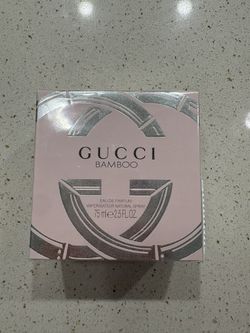 GUCCI
BAMBOO
EAU DE PARFUM
VAPORISATEUR NATURAL SPRAY
75 ml ℮ 2.5 FL.OZ.